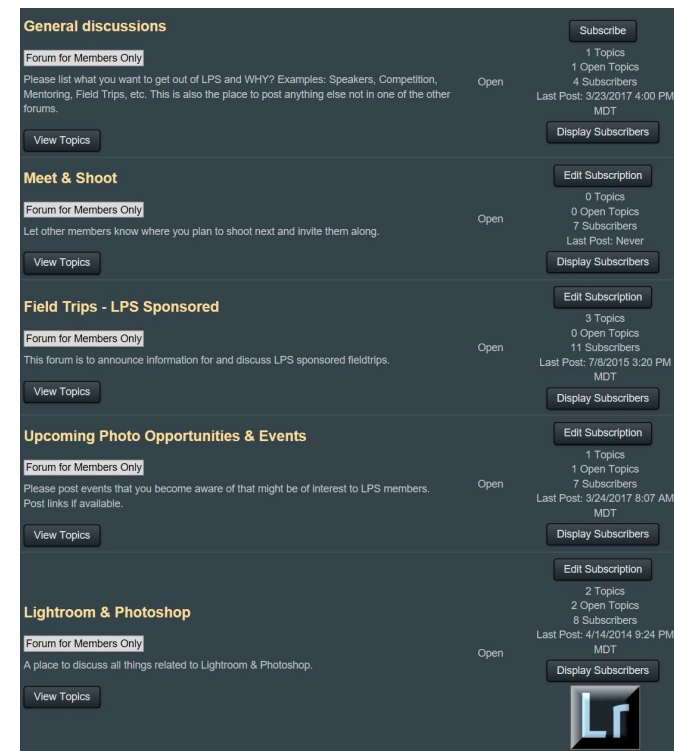 General discussions
Subscribe
Forum for Members Only
1 Topics
1 Open Topics
Please list what you want to get out of LPS and WHY? Examples: Speakers, Competition,
Open
4 Subscribers
Mentoring, Field Trips, etc. This is also the place to post anything else not in one of the other
Last Post: 3/23/2017 4:00 PM
forums.
MDT
View Topics
Display Subscribers
Meet & Shoot
Edit Subscription
Forum for Members Only
0 Topics
0 Open Topics
Let other members know where you plan to shoot next and invite them along.
Open
7 Subscribers
Last Post: Never
View Topics
Display Subscribers
Field Trips - LPS Sponsored
Edit Subscription
3 Topics
Forum for Members Only
0 Open Topics
This forum is to announce information for and discuss LPS sponsored fieldtrips.
Open
11 Subscribers
Last Post: 7/8/2015 3:20 PM
MDT
View Topics
Display Subscribers
Upcoming Photo Opportunities & Events
Edit Subscription
Forum for Members Only
1 Topics
1 Open Topics
Please post events that you become aware of that might be of interest to LPS members.
Open
7 Subscribers
Post links if available.
Last Post: 3/24/2017 8:07 AM
MDT
View Topics
Display Subscribers
Edit Subscription
Lightroom & Photoshop
2 Topics
2 Open Topics
8 Subscribers
Forum for Members Only
Last Post: 4/14/2014 9:24 PM
MDT
A place to discuss all things related to Lightroom & Photoshop.
Open
Display Subscribers
View Topics
Lr